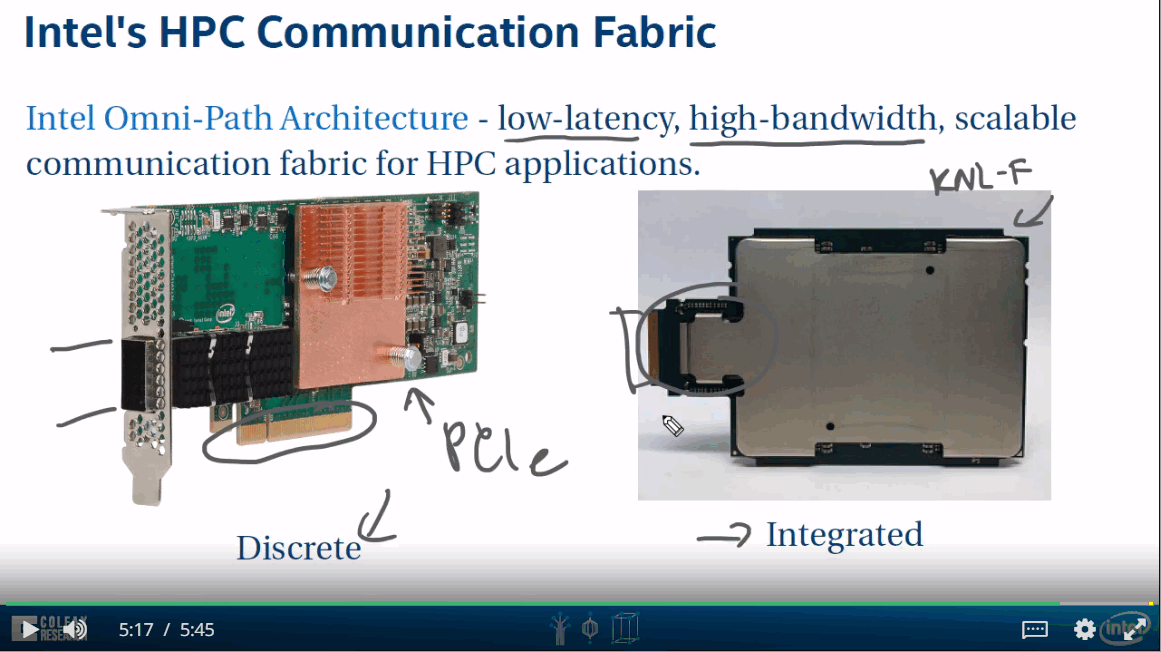 Intel's HPC Communication Fabric
Intel Omni-Path Architecture - low-latency, high-bandwidth, scalable
communication fabric for HPC applications.
KNL-F
intel
PCIe
Discrete
Integrated
COLFAX
RESEARCH
5:17 / 5:45
intel